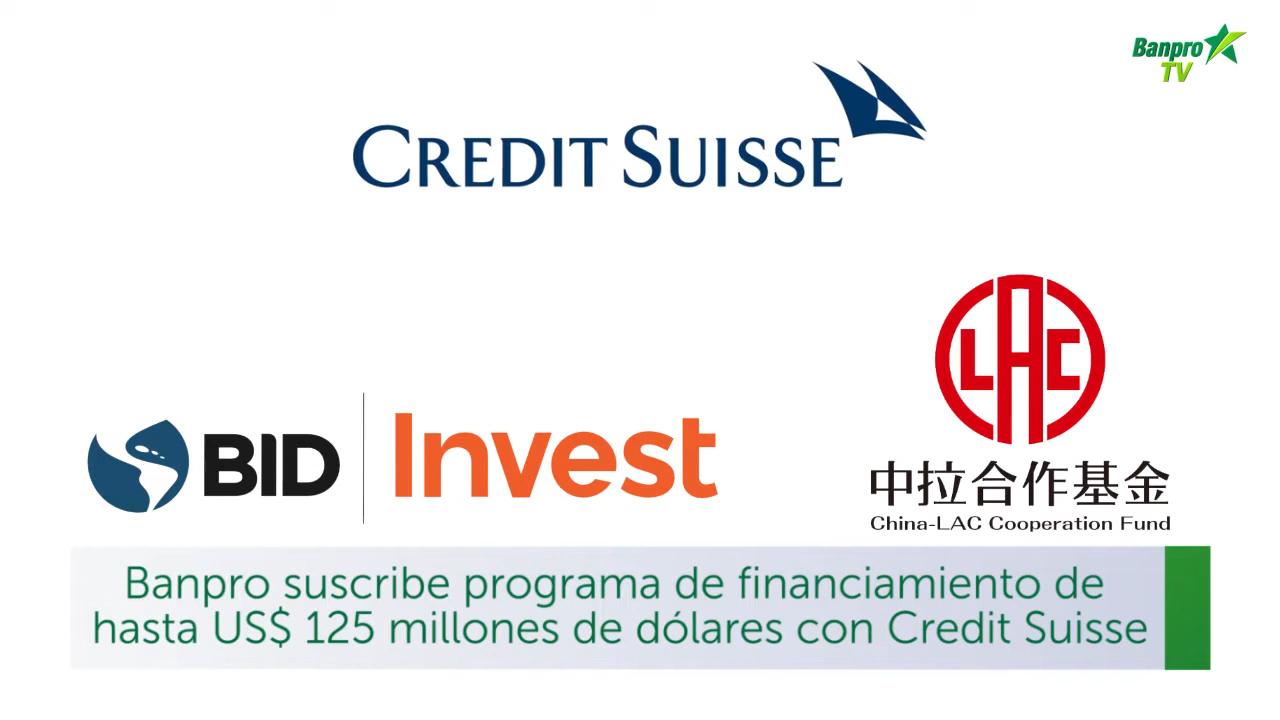 Banpro
TV
CREDIT SUISSE
LAC
BID Invest
中拉合作基金
China-LAC Cooperation Fund
Banpro suscribe programa de financiamiento de
hasta US$ 125 millones de dólares con Credit Suisse